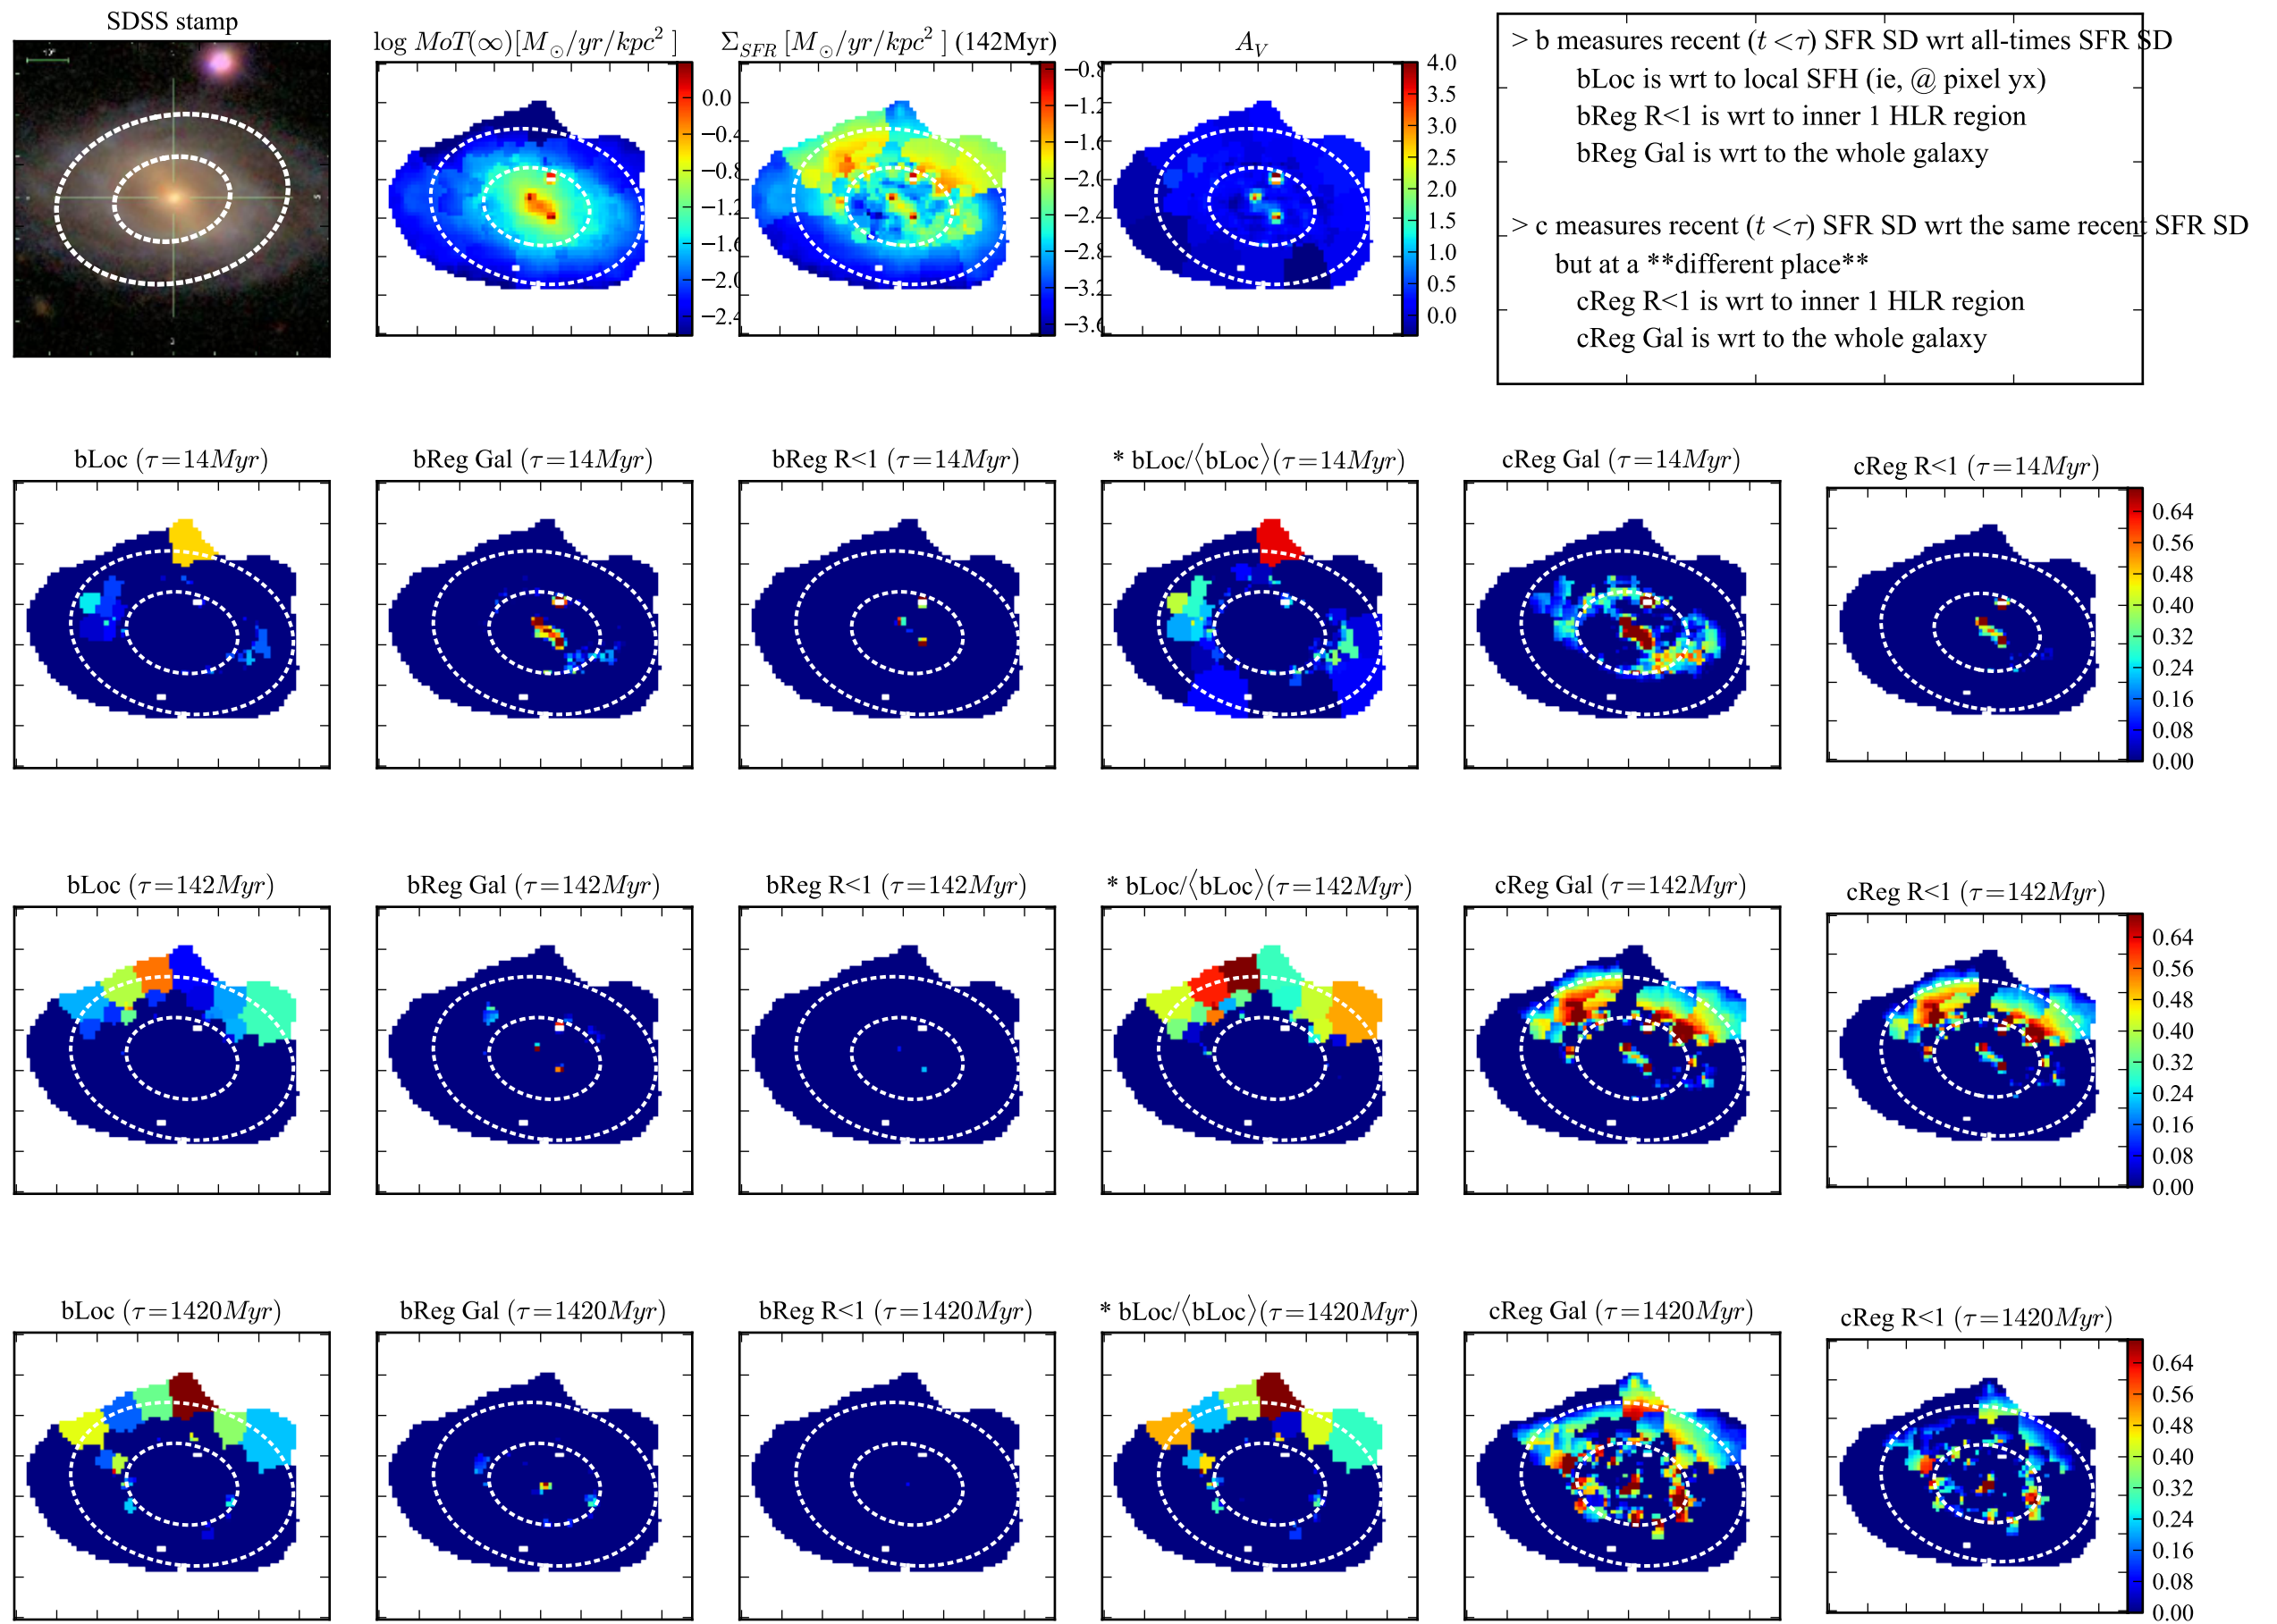 SDSS stamp
log MoT(∞)[M⊙/yr/kpc² ]
Σ_SFR [M⊙/yr/kpc² ] (142Myr)
A_V
0.0
−0.4
−0.8
−1.2
−1.6
−2.0
−2.4
−0.8
−1.2
−1.6
−2.0
−2.4
−2.8
−3.2
−3.6
4.0
3.5
3.0
2.5
2.0
1.5
1.0
0.5
0.0
> b measures recent (t <τ) SFR SD wrt all-times SFR SD
bLoc is wrt to local SFH (ie, @ pixel yx)
bReg R<1 is wrt to inner 1 HLR region
bReg Gal is wrt to the whole galaxy
> c measures recent (t <τ) SFR SD wrt the same recent SFR SD
but at a **different place**
cReg R<1 is wrt to inner 1 HLR region
cReg Gal is wrt to the whole galaxy
bLoc (τ=14Myr)
bReg Gal (τ=14Myr)
bReg R<1 (τ=14Myr)
* bLoc/⟨bLoc⟩(τ=14Myr)
cReg Gal (τ=14Myr)
cReg R<1 (τ=14Myr)
0.64
0.56
0.48
0.40
0.32
0.24
0.16
0.08
0.00
bLoc (τ=142Myr)
bReg Gal (τ=142Myr)
bReg R<1 (τ=142Myr)
* bLoc/⟨bLoc⟩(τ=142Myr)
cReg Gal (τ=142Myr)
cReg R<1 (τ=142Myr)
0.64
0.56
0.48
0.40
0.32
0.24
0.16
0.08
0.00
bLoc (τ=1420Myr)
bReg Gal (τ=1420Myr)
bReg R<1 (τ=1420Myr)
* bLoc/⟨bLoc⟩(τ=1420Myr)
cReg Gal (τ=1420Myr)
cReg R<1 (τ=1420Myr)
0.64
0.56
0.48
0.40
0.32
0.24
0.16
0.08
0.00